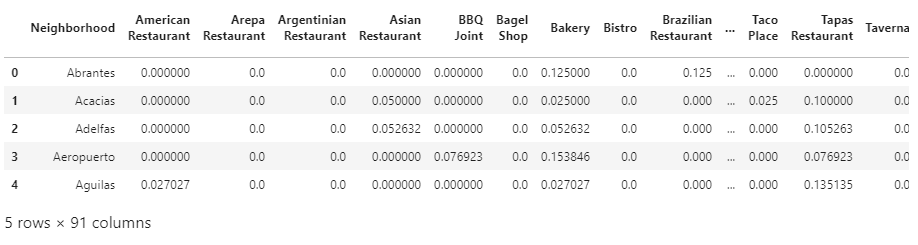 Neighborhood American Restaurant Arepa Restaurant Argentinian Restaurant Asian Restaurant BBQ Joint Bagel Shop Bakery Bistro Brazilian Restaurant ... Taco Place Tapas Restaurant Taverna
0 Abrantes 0.000000 0.0 0.0 0.000000 0.000000 0.0 0.125000 0.0 0.125 ... 0.000 0.000000 0.0
1 Acacias 0.000000 0.0 0.0 0.050000 0.000000 0.0 0.025000 0.0 0.000 ... 0.025 0.100000 0.0
2 Adelfas 0.000000 0.0 0.0 0.052632 0.000000 0.0 0.052632 0.0 0.000 ... 0.000 0.105263 0.0
3 Aeropuerto 0.000000 0.0 0.0 0.000000 0.076923 0.0 0.153846 0.0 0.000 ... 0.000 0.076923 0.0
4 Aguilas 0.027027 0.0 0.0 0.000000 0.000000 0.0 0.027027 0.0 0.000 ... 0.000 0.135135 0.0
5 rows × 91 columns